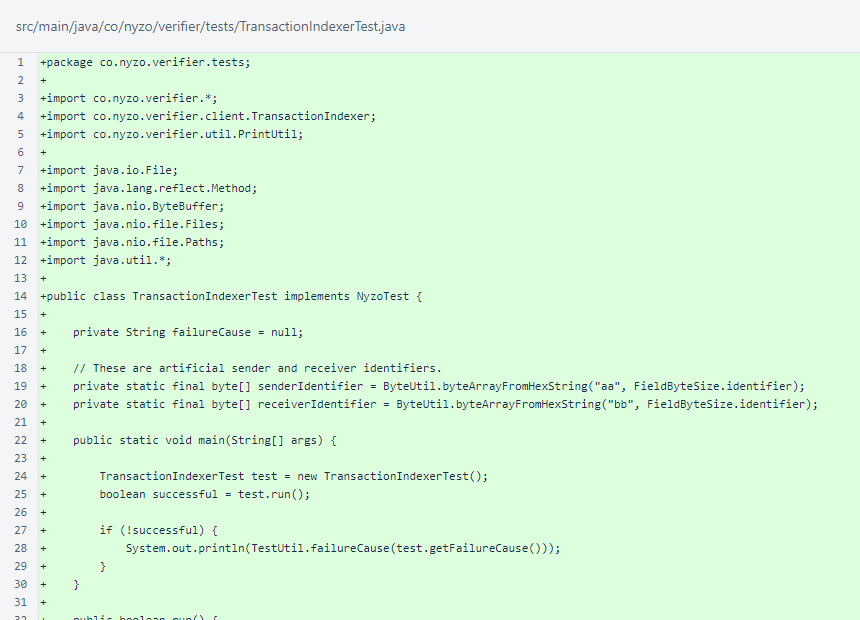 src/main/java/co/nyzo/verifier/tests/TransactionIndexerTest.java
1 +package co.nyzo.verifier.tests;
2 +
3 +import co.nyzo.verifier.*;
4 +import co.nyzo.verifier.client.TransactionIndexer;
5 +import co.nyzo.verifier.util.PrintUtil;
6 +
7 +import java.io.File;
8 +import java.lang.reflect.Method;
9 +import java.nio.ByteBuffer;
10 +import java.nio.file.Files;
11 +import java.nio.file.Paths;
12 +import java.util.*;
13 +
14 +public class TransactionIndexerTest implements NyzoTest {
15 +
16 +    private String failureCause = null;
17 +
18 +    // These are artificial sender and receiver identifiers.
19 +    private static final byte[] senderIdentifier = ByteUtil.byteArrayFromHexString("aa", FieldByteSize.identifier);
20 +    private static final byte[] receiverIdentifier = ByteUtil.byteArrayFromHexString("bb", FieldByteSize.identifier);
21 +
22 +    public static void main(String[] args) {
23 +
24 +        TransactionIndexerTest test = new TransactionIndexerTest();
25 +        boolean successful = test.run();
26 +
27 +        if (!successful) {
28 +            System.out.println(TestUtil.failureCause(test.getFailureCause()));
29 +        }
30 +    }
31 +
32 +    public boolean run() {